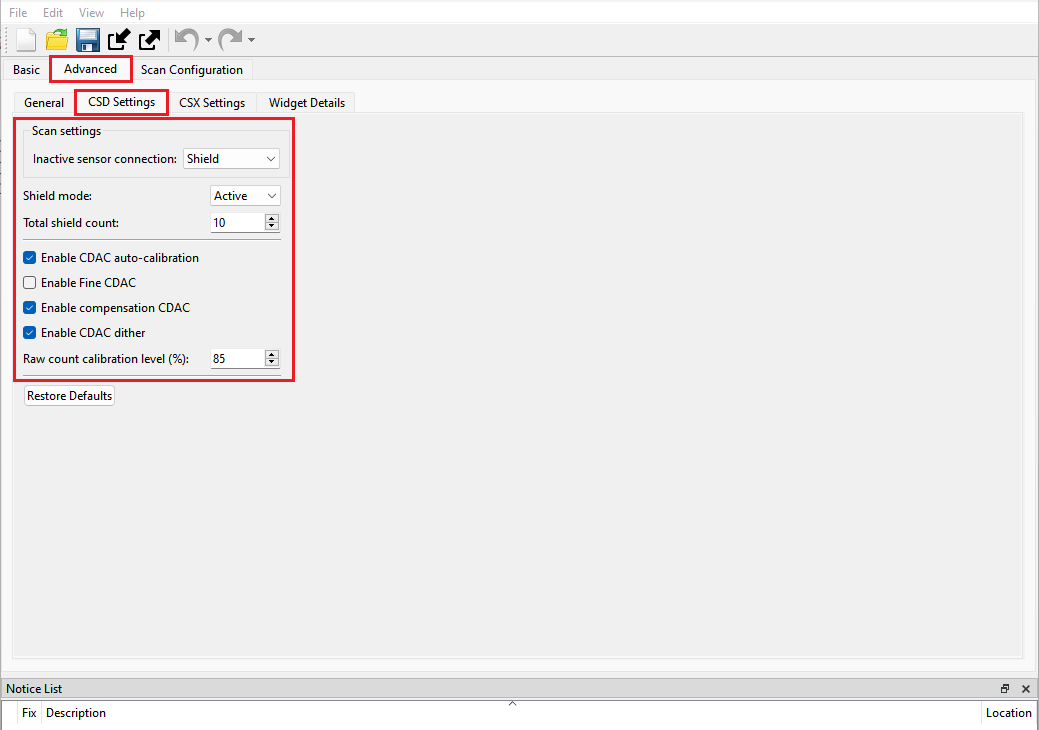 File Edit View Help
Basic Advanced Scan Configuration
General CSD Settings CSX Settings Widget Details
Scan settings
Inactive sensor connection: Shield
Shield mode: Active
Total shield count: 10
Enable CDAC auto-calibration
Enable Fine CDAC
Enable compensation CDAC
Enable CDAC dither
Raw count calibration level (%): 85
Restore Defaults
Notice List
Fix Description Location